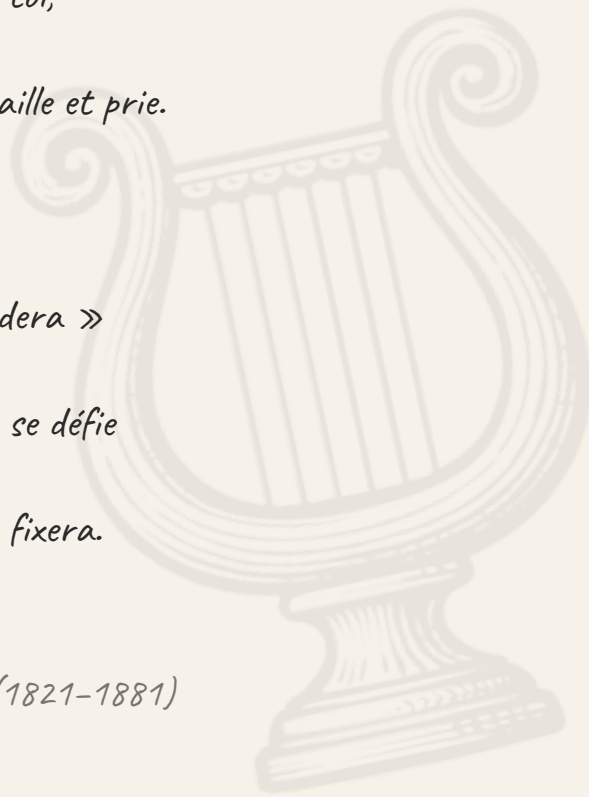 toi,
aille et prie.
dera »
se défie
fixera.
(1821–1881)